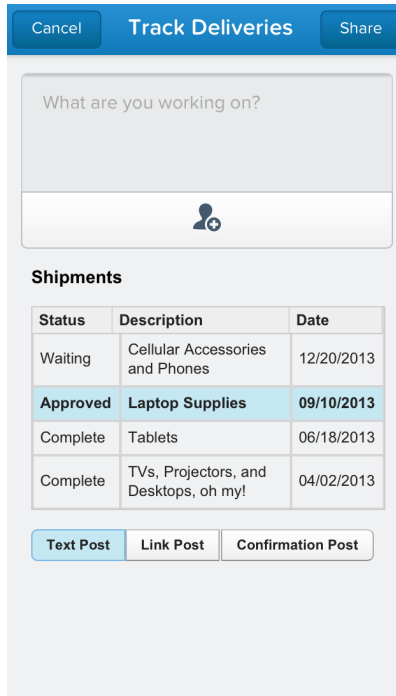 Cancel Track Deliveries Share
What are you working on?
Shipments
Status Description Date
Waiting Cellular Accessories and Phones 12/20/2013
Approved Laptop Supplies 09/10/2013
Complete Tablets 06/18/2013
Complete TVs, Projectors, and Desktops, oh my! 04/02/2013
Text Post Link Post Confirmation Post